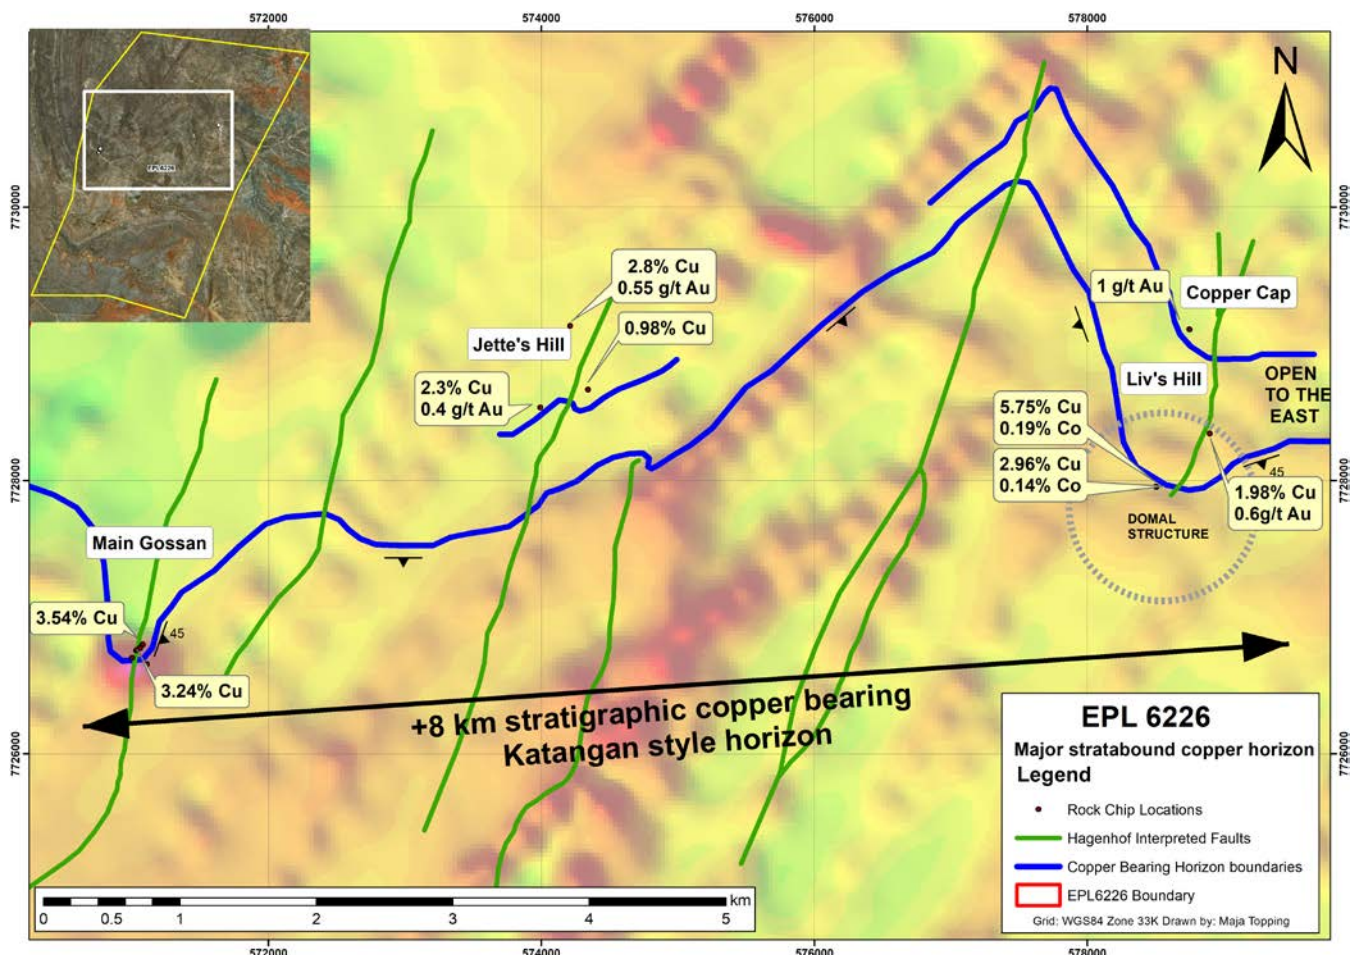 572000
574000
576000
578000
EPL6226
N
7730000
7730000
2.8% Cu
0.55 g/t Au
1 g/t Au
Copper Cap
0.98% Cu
Jette's Hill
2.3% Cu
0.4 g/t Au
Liv's Hill
OPEN
TO THE
EAST
5.75% Cu
0.19% Co
2.96% Cu
0.14% Co
45
1.98% Cu
0.6g/t Au
7728000
7728000
DOMAL
STRUCTURE
Main Gossan
3.54% Cu
45
3.24% Cu
+8 km stratigraphic copper bearing
Katangan style horizon
7726000
7726000
EPL 6226
Major stratabound copper horizon
Legend
Rock Chip Locations
Hagenhof Interpreted Faults
Copper Bearing Horizon boundaries
EPL6226 Boundary
Grid: WGS84 Zone 33K Drawn by: Maja Topping
km
0 0.5 1 2 3 4 5
572000
574000
576000
578000